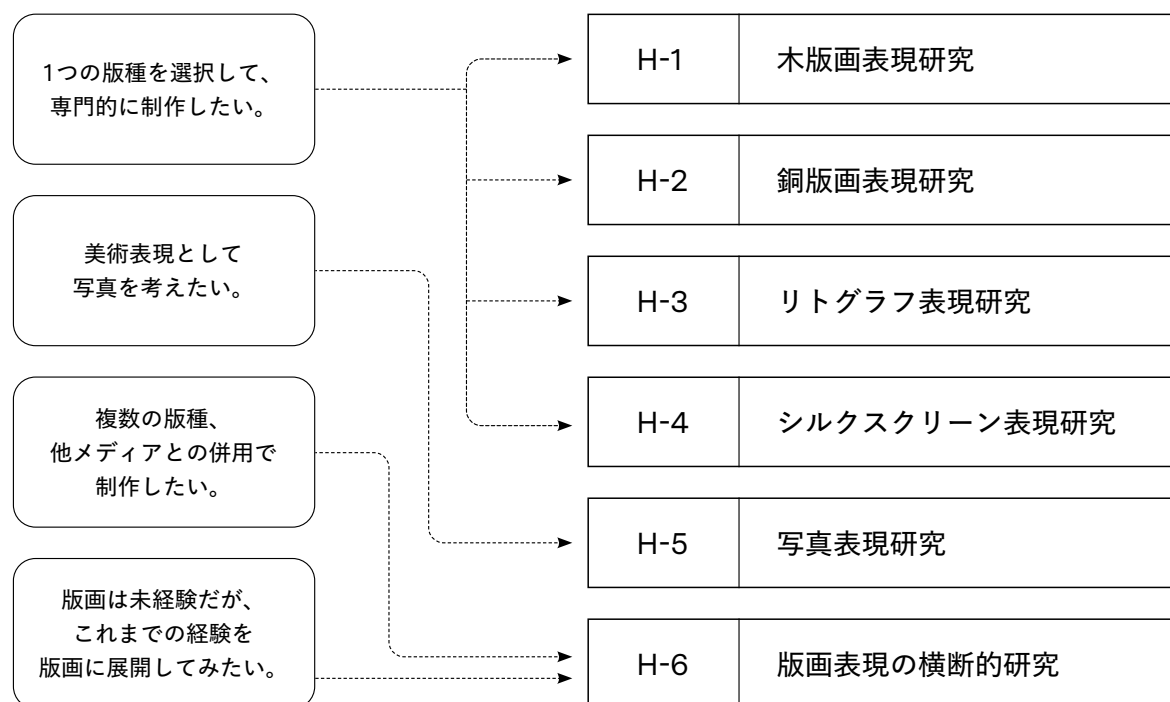 1つの版種を選択して、
専門的に制作したい。
美術表現として
写真を考えたい。
複数の版種、
他メディアとの併用で
制作したい。
版画は未経験だが、
これまでの経験を
版画に展開してみたい。
H-1 木版画表現研究
H-2 銅版画表現研究
H-3 リトグラフ表現研究
H-4 シルクスクリーン表現研究
H-5 写真表現研究
H-6 版画表現の横断的研究